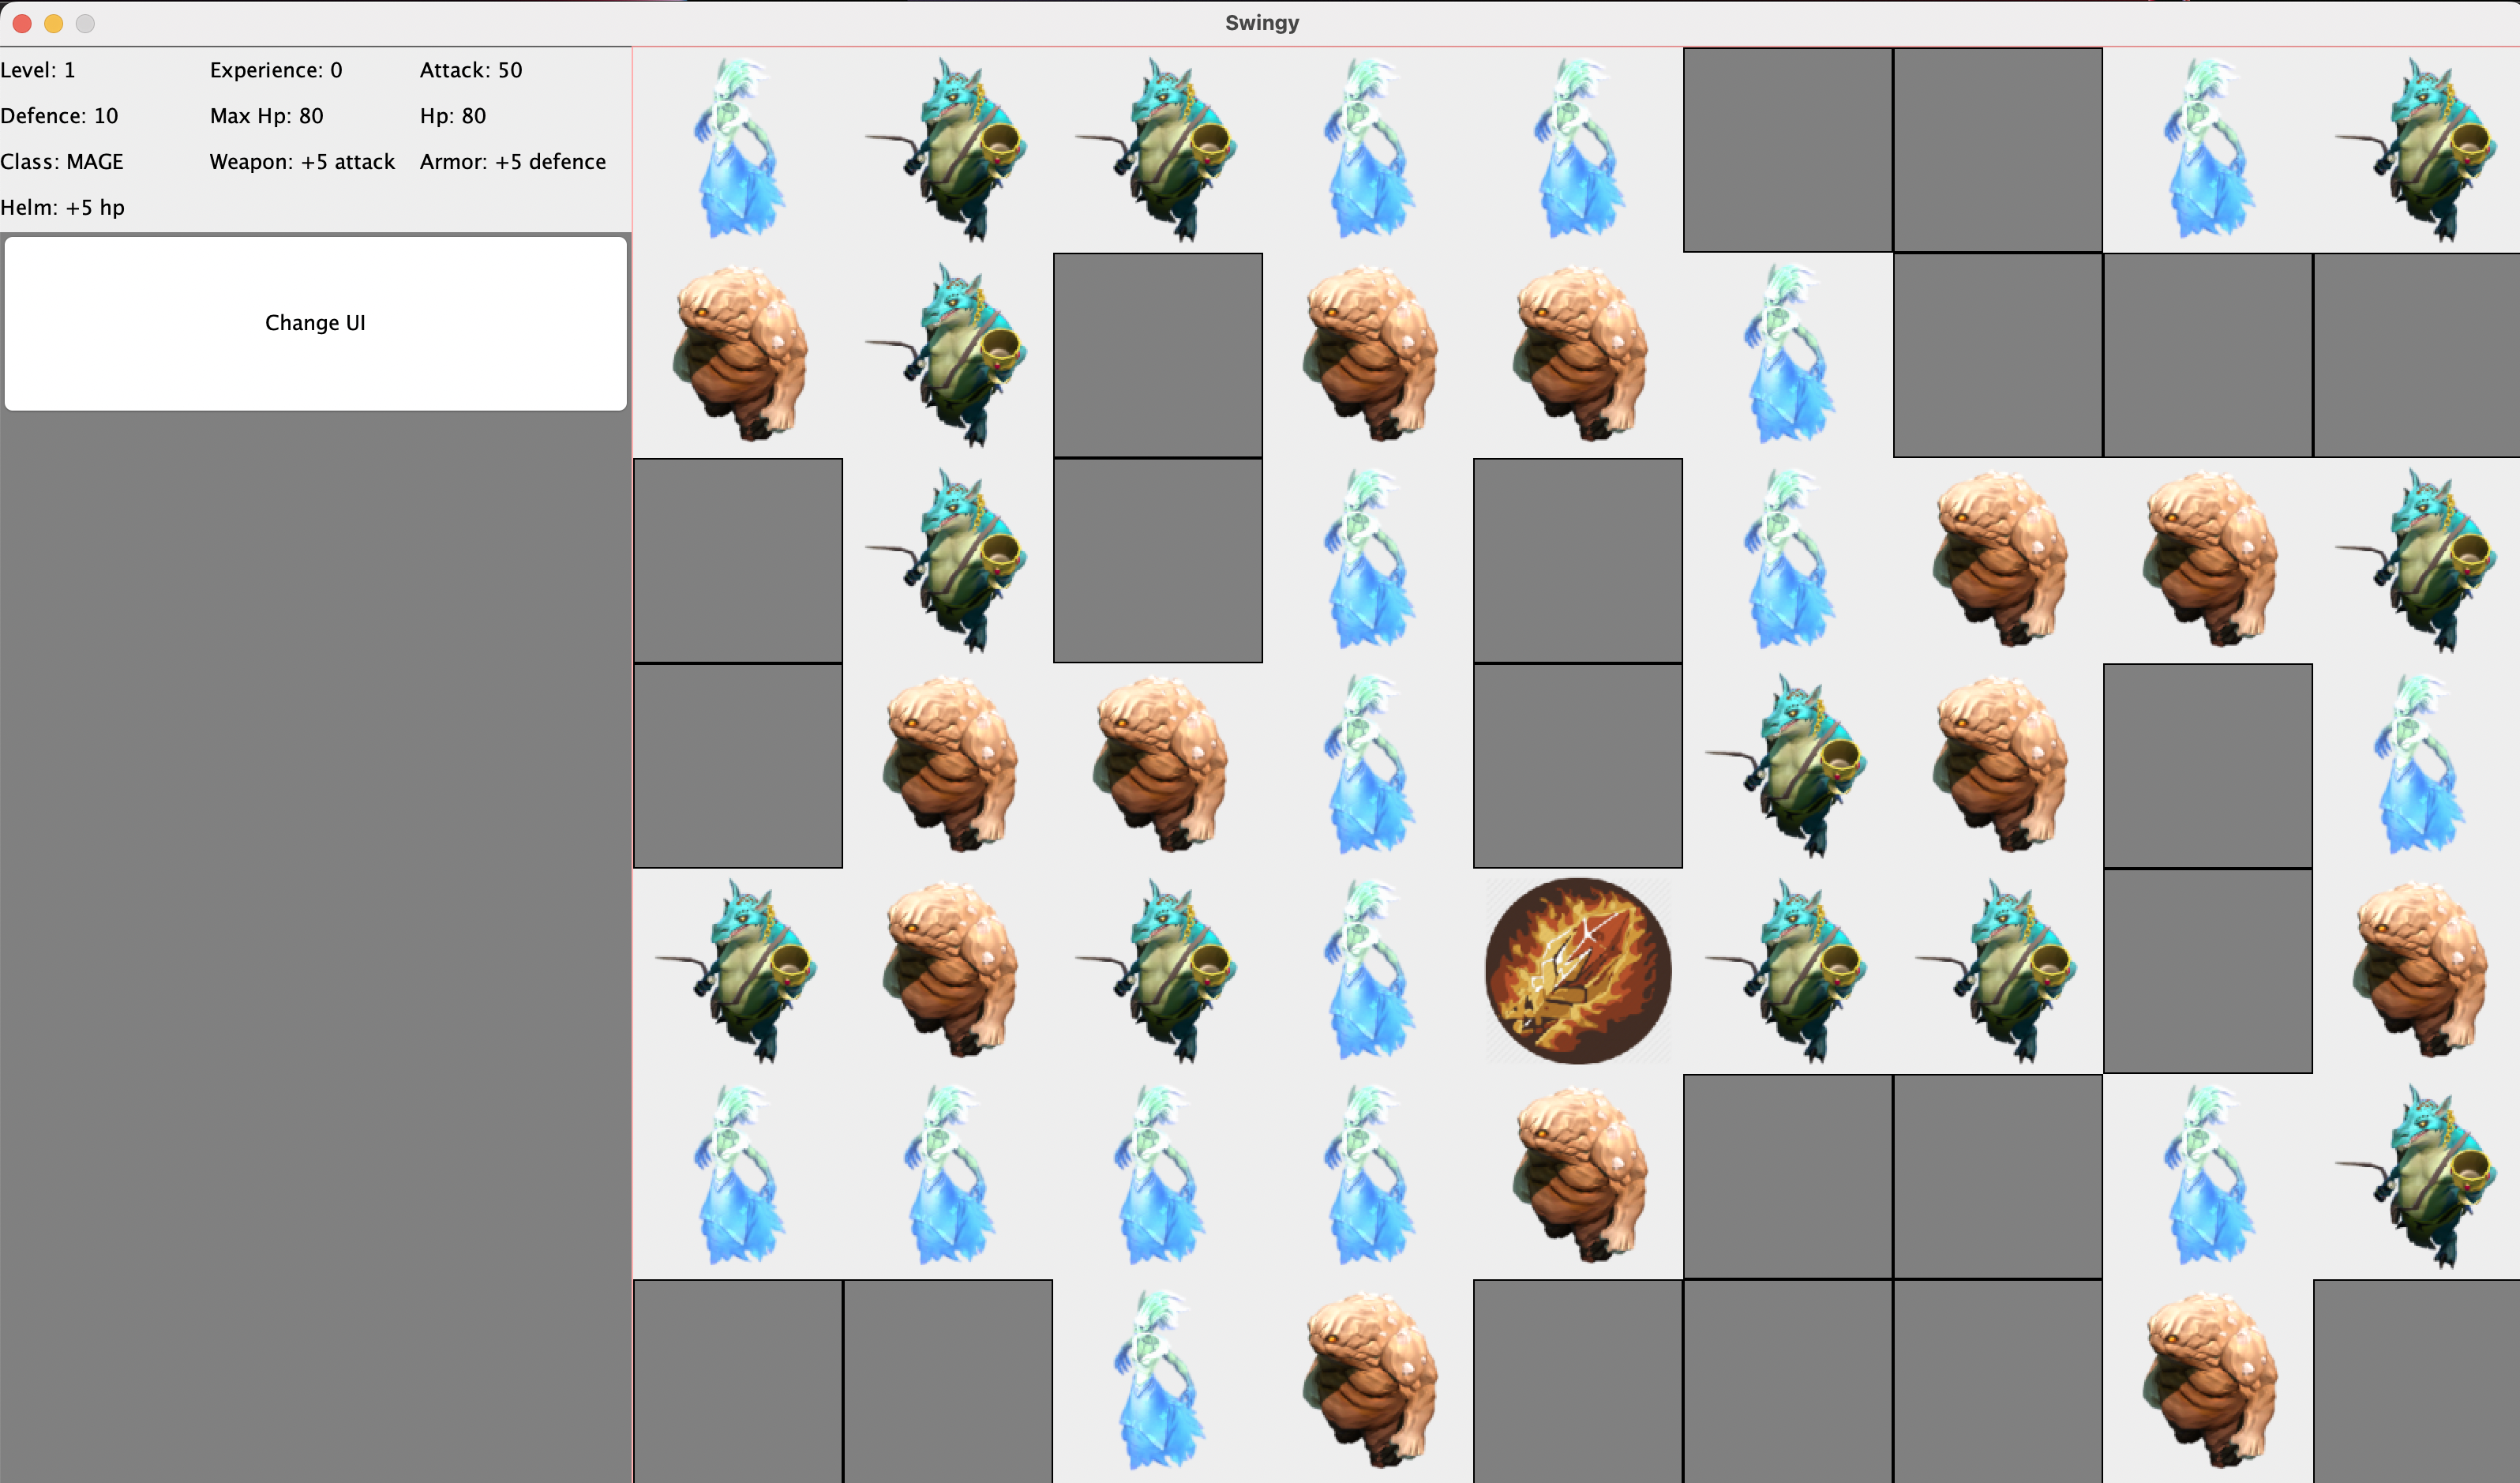 Swingy
Level: 1 Experience: 0 Attack: 50
Defence: 10 Max Hp: 80 Hp: 80
Class: MAGE Weapon: +5 attack Armor: +5 defence
Helm: +5 hp
Change UI